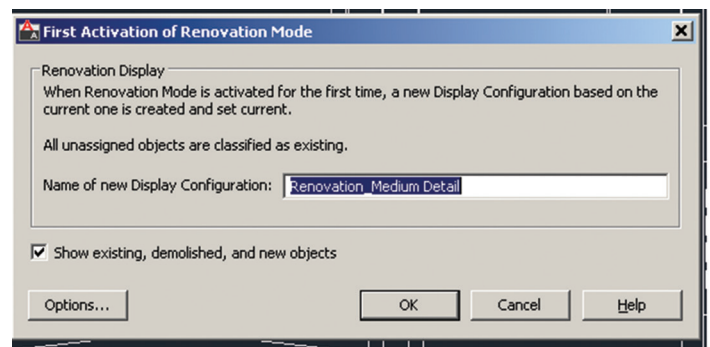 First Activation of Renovation Mode
Renovation Display
When Renovation Mode is activated for the first time, a new Display Configuration based on the
current one is created and set current.
All unassigned objects are classified as existing.
Name of new Display Configuration: Renovation_Medium Detail
Show existing, demolished, and new objects
Options... OK Cancel Help